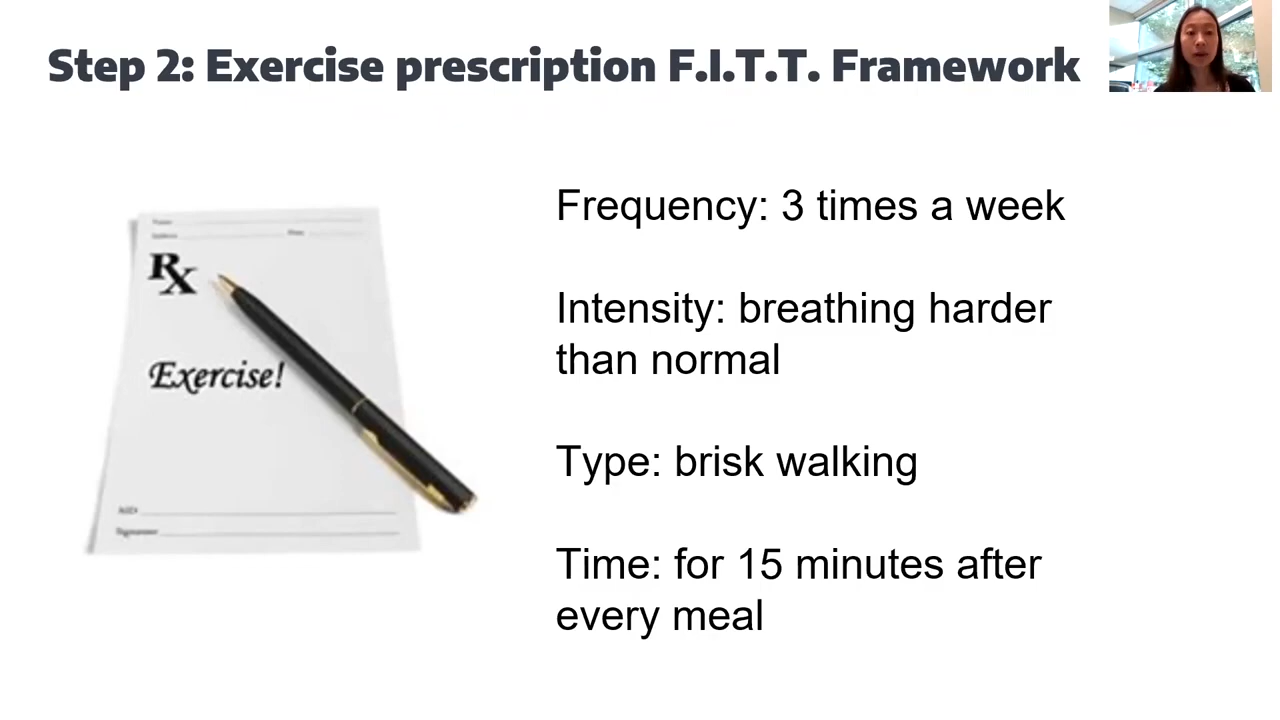 Step 2: Exercise prescription F.I.T.T. Framework
Rx
Exercise!
Frequency: 3 times a week
Intensity: breathing harder
than normal
Type: brisk walking
Time: for 15 minutes after
every meal